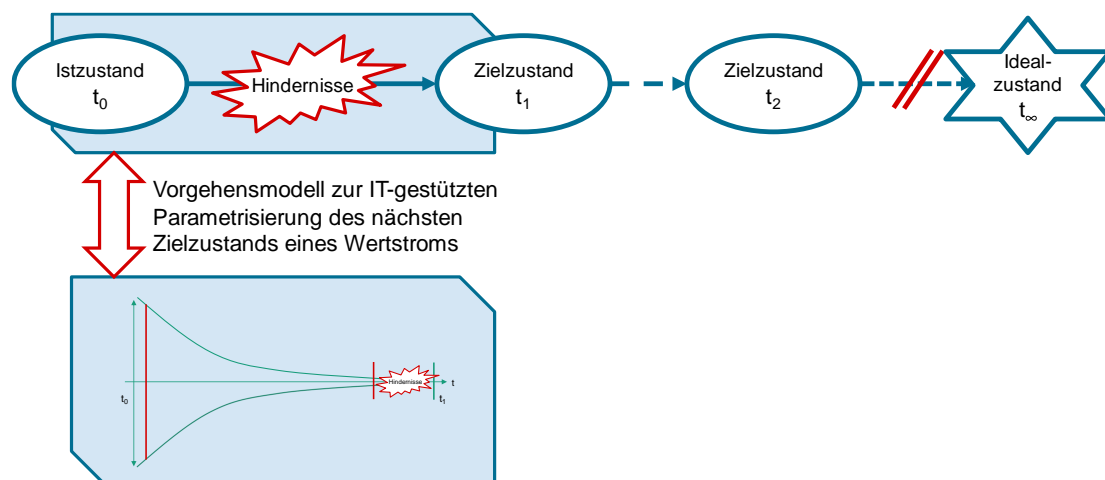 Istzustand
t0
Hindernisse
Zielzustand
t1
Zielzustand
t2
Ideal-
zustand
t∞
Vorgehensmodell zur IT-gestützten
Parametrisierung des nächsten
Zielzustands eines Wertstroms
t0
Hindernisse
t
t1